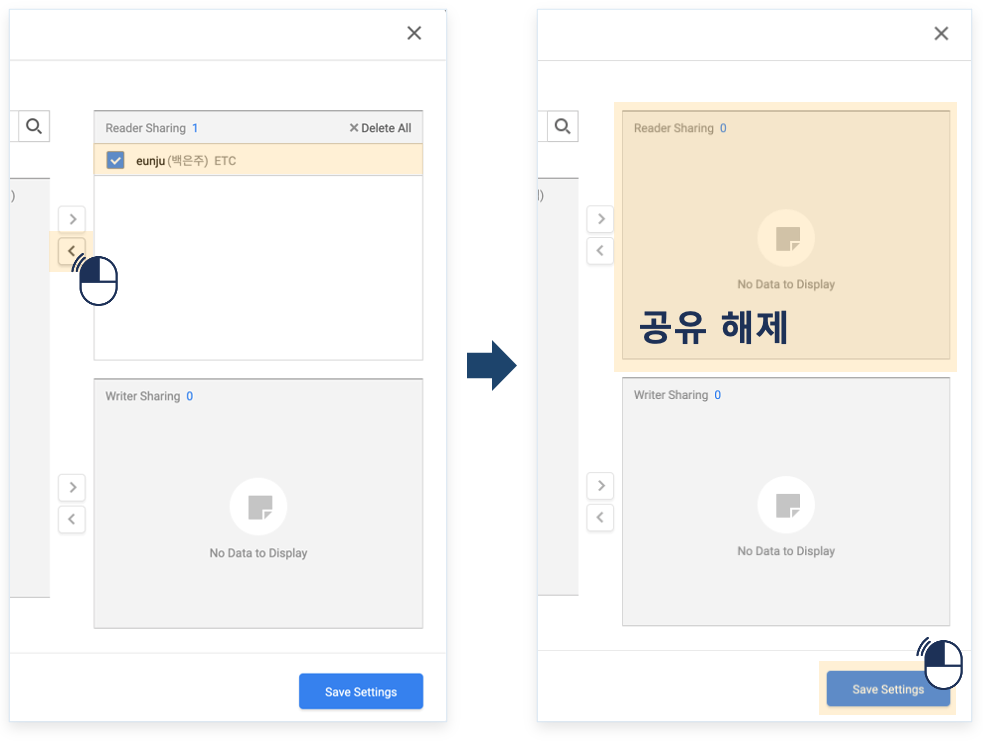 Reader Sharing 1 × Delete All
eunju (백은주) ETC
)
Writer Sharing 0
No Data to Display
Save Settings
Reader Sharing 0
No Data to Display
공유 해제
Writer Sharing 0
No Data to Display
Save Settings